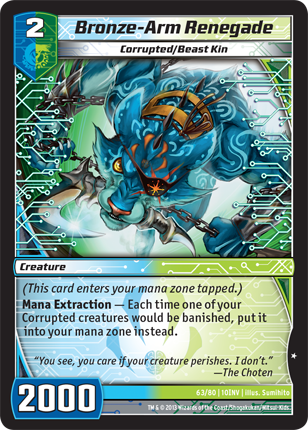 2
Bronze-Arm Renegade
Corrupted/Beast Kin
Creature
(This card enters your mana zone tapped.)
Mana Extraction — Each time one of your
Corrupted creatures would be banished, put it
into your mana zone instead.
"You see, you care if your creature perishes. I don't."
—The Choten
2000
63/80 | 10INV | illus. Sumihito
TM & © 2013 Wizards of the Coast/Shogakukan/Mitsui-Kids.